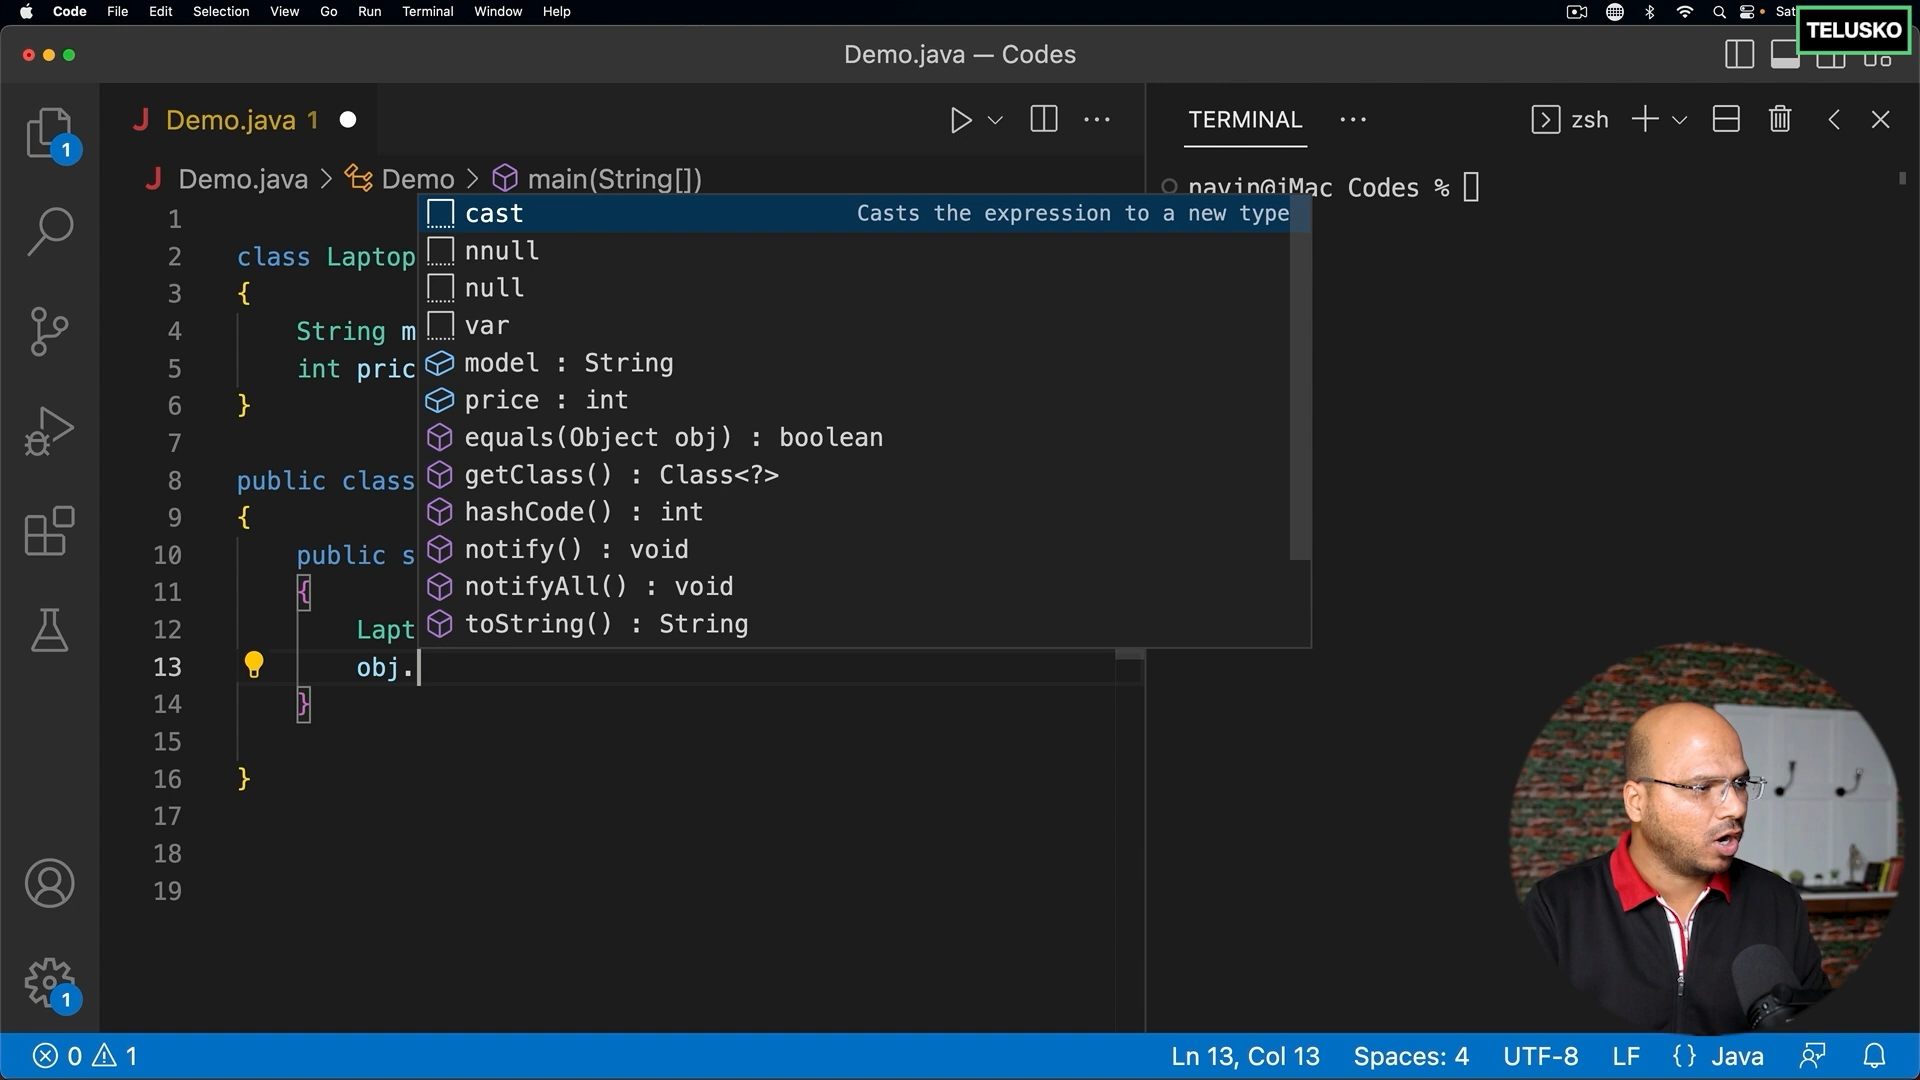 Code File Edit Selection View Go Run Terminal Window Help Sat
TELUSKO
Demo.java — Codes
Demo.java 1
TERMINAL zsh
Demo.java > Demo > main(String[])
navin@iMac Codes %
1
2 class Laptop
3 {
4 String m
5 int pric
6 }
7
8 public class
9 {
10 public s
11 {
12 Lapt
13 obj.
14 }
15
16 }
17
18
19
cast Casts the expression to a new type
nnull
null
var
model : String
price : int
equals(Object obj) : boolean
getClass() : Class<?>
hashCode() : int
notify() : void
notifyAll() : void
toString() : String
1
1
0 1 Ln 13, Col 13 Spaces: 4 UTF-8 LF {} Java